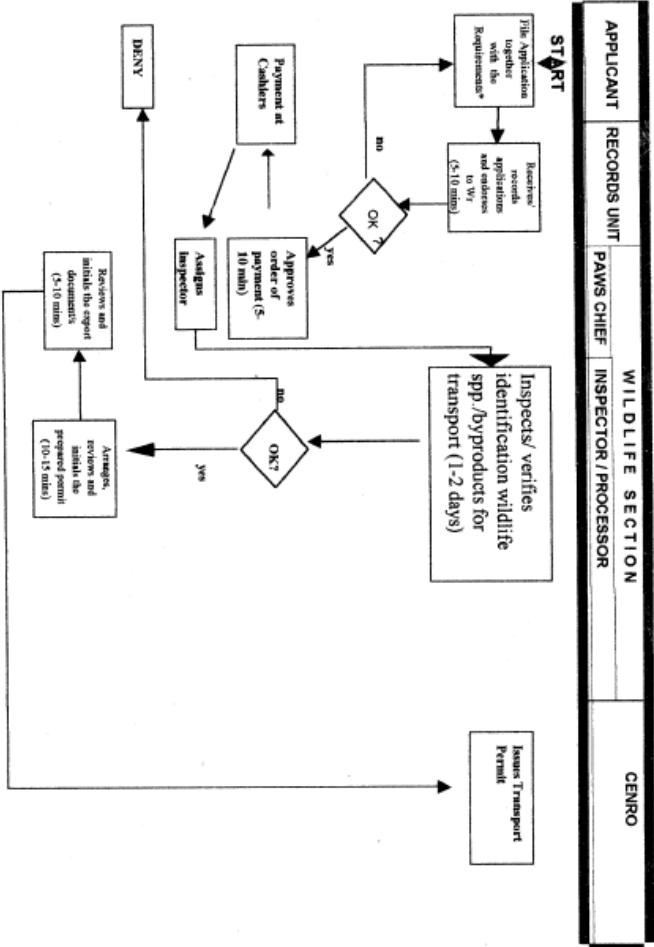 WILDLIFE SECTION
APPLICANT
RECORDS UNIT
PAWS CHIEF
INSPECTOR / PROCESSOR
CENRO
START
File Application
together
with the
Requirements*
Receives/
records
applications
and endorses
to Wr
(5-10 mins)
OK ?
no
yes
Approves
order of
payment (5-
10 min)
Payment at
Cashiers
Assigns
inspector
Inspects/ verifies
identification wildlife
spp./byproducts for
transport (1-2 days)
OK?
no
yes
DENY
Arranges,
reviews and
initials the
prepared permit
(10-15 mins)
Reviews and
initials the export
document/s
(5-10 mins)
Issues Transport
Permit